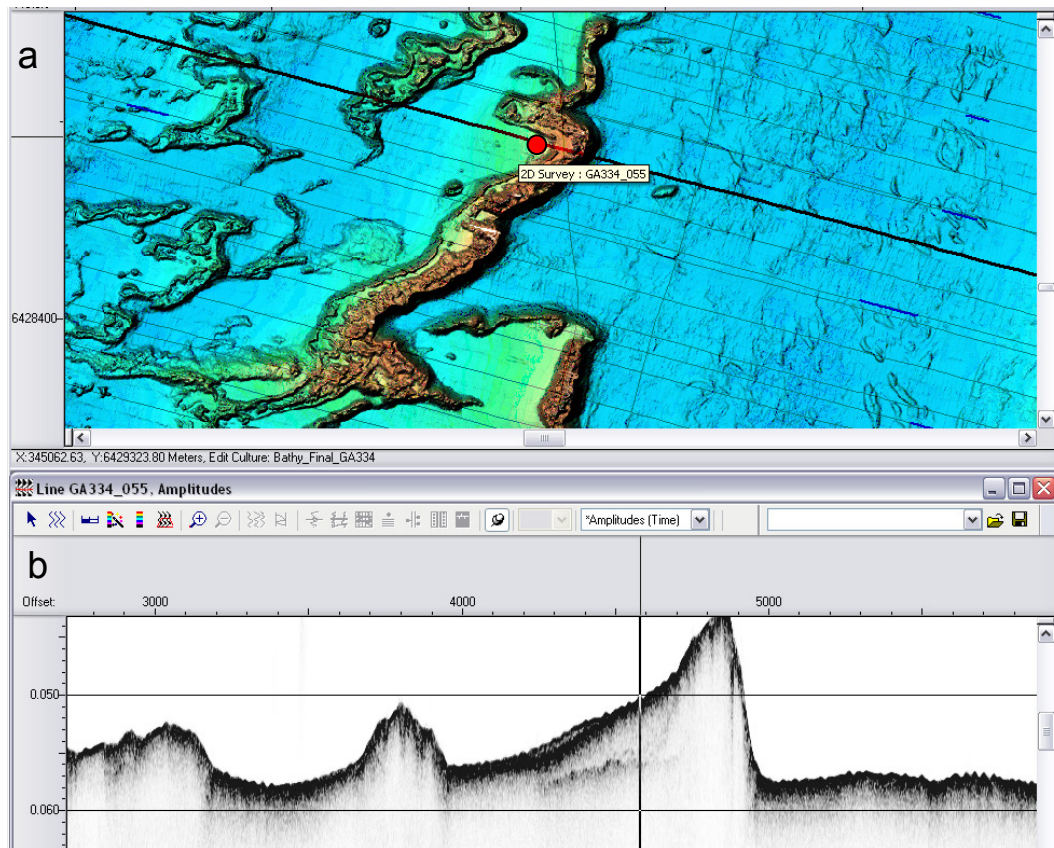 a
2D Survey : GA334_055
6428400
X:345062.63, Y:6429323.80 Meters, Edit Culture: Bathy_Final_GA334
Line GA334_055, Amplitudes
*Amplitudes (Time)
b
Offset: 3000 4000 5000
0.050
0.060